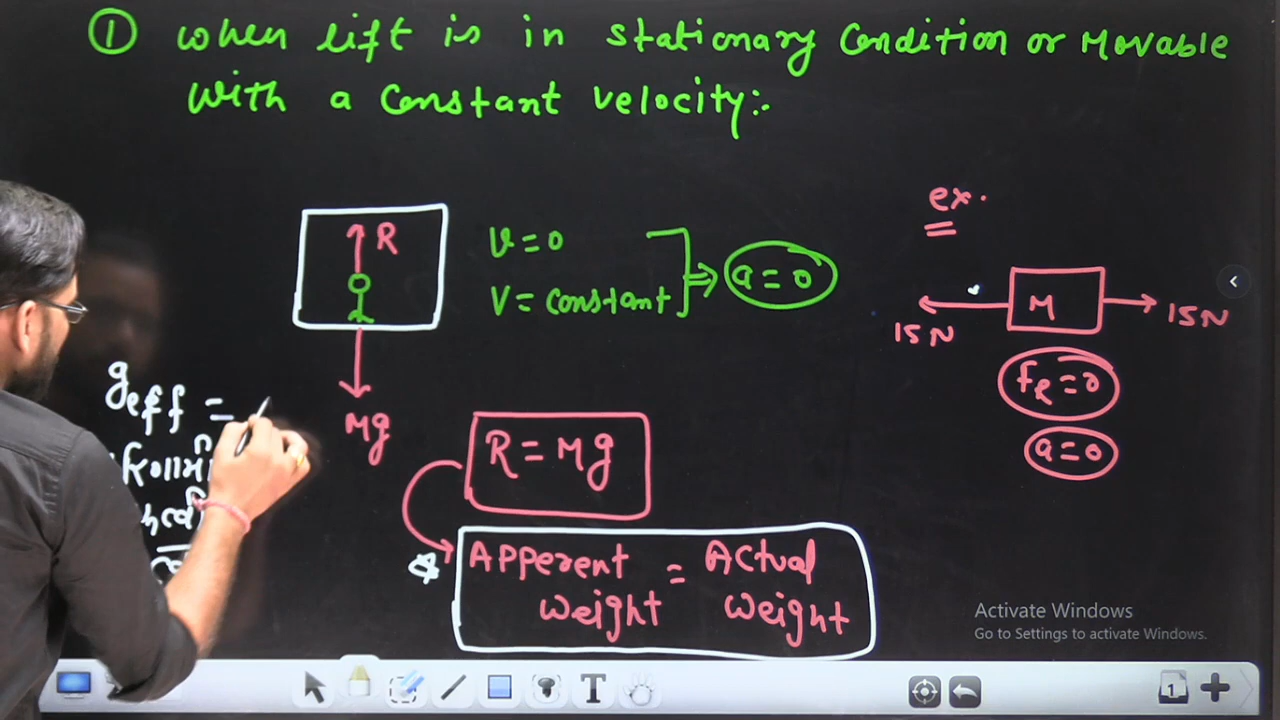 ① When lift is in stationary Condition or Movable
with a constant velocity:-
R
Mg
v=0
V=constant
a=0
ex.
M
15N
15N
fR=0
a=0
geff =
R=Mg
Apperent = Actual
weight weight
Activate Windows
Go to Settings to activate Windows.
T
1